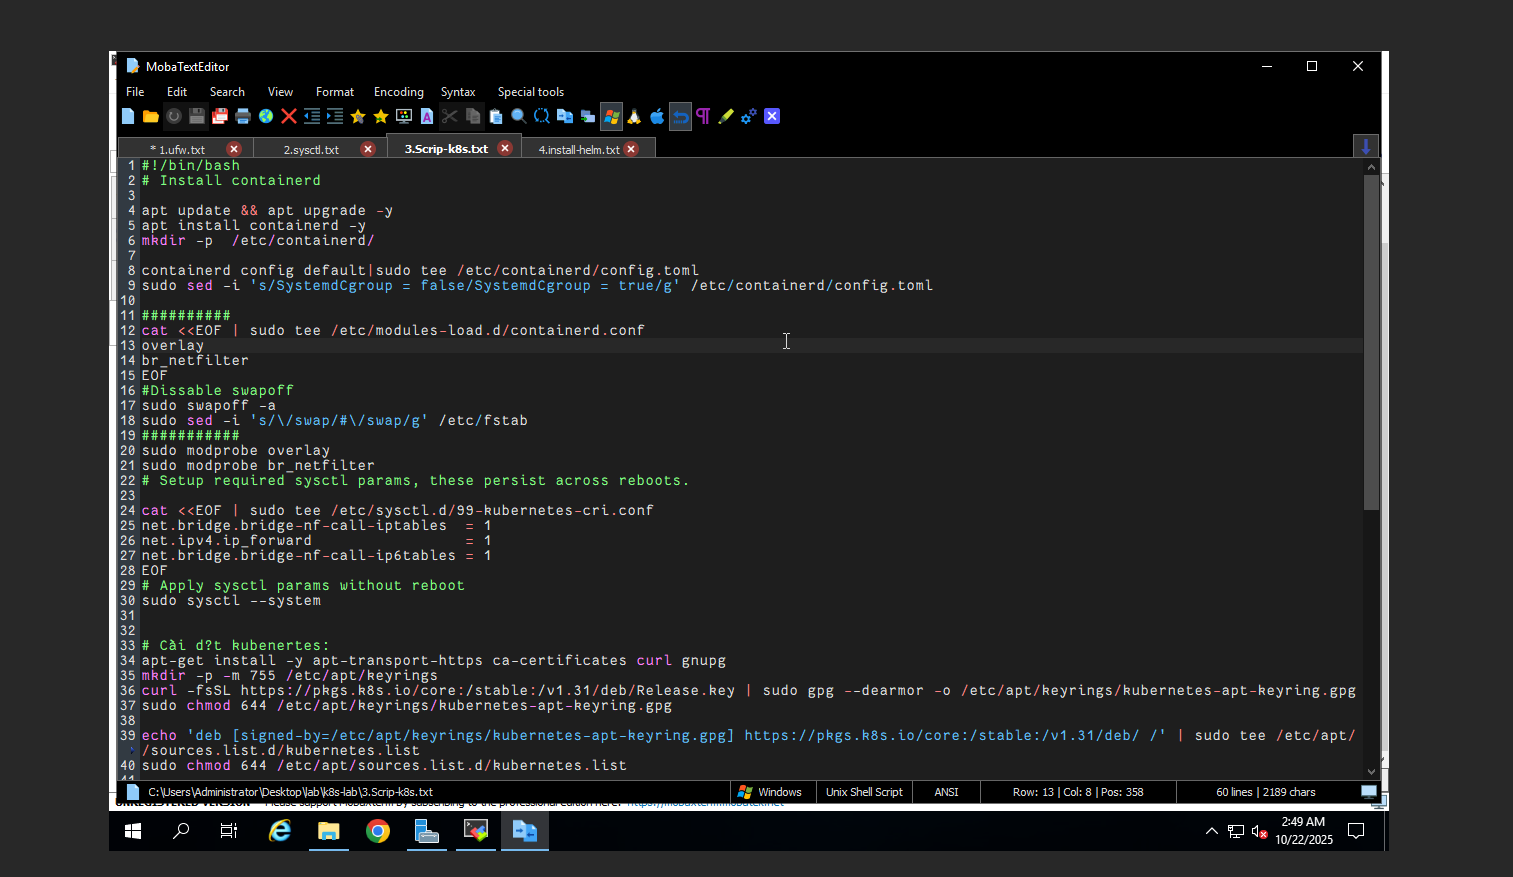 MobaTextEditor
File Edit Search View Format Encoding Syntax Special tools
* 1.ufw.txt 2.sysctl.txt 3.Scrip-k8s.txt 4.install-helm.txt
1 #!/bin/bash
2 # Install containerd
3
4 apt update && apt upgrade -y
5 apt install containerd -y
6 mkdir -p  /etc/containerd/
7
8 containerd config default|sudo tee /etc/containerd/config.toml
9 sudo sed -i 's/SystemdCgroup = false/SystemdCgroup = true/g' /etc/containerd/config.toml
10
11 ##########
12 cat <<EOF | sudo tee /etc/modules-load.d/containerd.conf
13 overlay
14 br_netfilter
15 EOF
16 #Dissable swapoff
17 sudo swapoff -a
18 sudo sed -i 's/\/swap/#\/swap/g' /etc/fstab
19 ###########
20 sudo modprobe overlay
21 sudo modprobe br_netfilter
22 # Setup required sysctl params, these persist across reboots.
23
24 cat <<EOF | sudo tee /etc/sysctl.d/99-kubernetes-cri.conf
25 net.bridge.bridge-nf-call-iptables  = 1
26 net.ipv4.ip_forward                 = 1
27 net.bridge.bridge-nf-call-ip6tables = 1
28 EOF
29 # Apply sysctl params without reboot
30 sudo sysctl --system
31
32
33 # Cài d?t kubenertes:
34 apt-get install -y apt-transport-https ca-certificates curl gnupg
35 mkdir -p -m 755 /etc/apt/keyrings
36 curl -fsSL https://pkgs.k8s.io/core:/stable:/v1.31/deb/Release.key | sudo gpg --dearmor -o /etc/apt/keyrings/kubernetes-apt-keyring.gpg
37 sudo chmod 644 /etc/apt/keyrings/kubernetes-apt-keyring.gpg
38
39 echo 'deb [signed-by=/etc/apt/keyrings/kubernetes-apt-keyring.gpg] https://pkgs.k8s.io/core:/stable:/v1.31/deb/ /' | sudo tee /etc/apt/
/sources.list.d/kubernetes.list
40 sudo chmod 644 /etc/apt/sources.list.d/kubernetes.list
C:\Users\Administrator\Desktop\lab\k8s-lab\3.Scrip-k8s.txt Windows Unix Shell Script ANSI Row: 13 | Col: 8 | Pos: 358 60 lines | 2189 chars
2:49 AM
10/22/2025